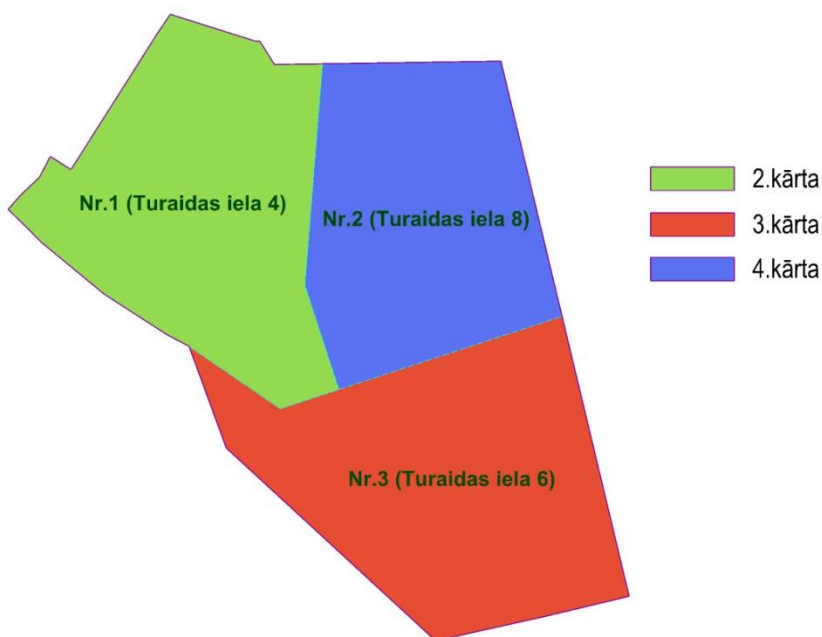 Nr.1 (Turaidas iela 4)
Nr.2 (Turaidas iela 8)
Nr.3 (Turaidas iela 6)
2.kārta
3.kārta
4.kārta